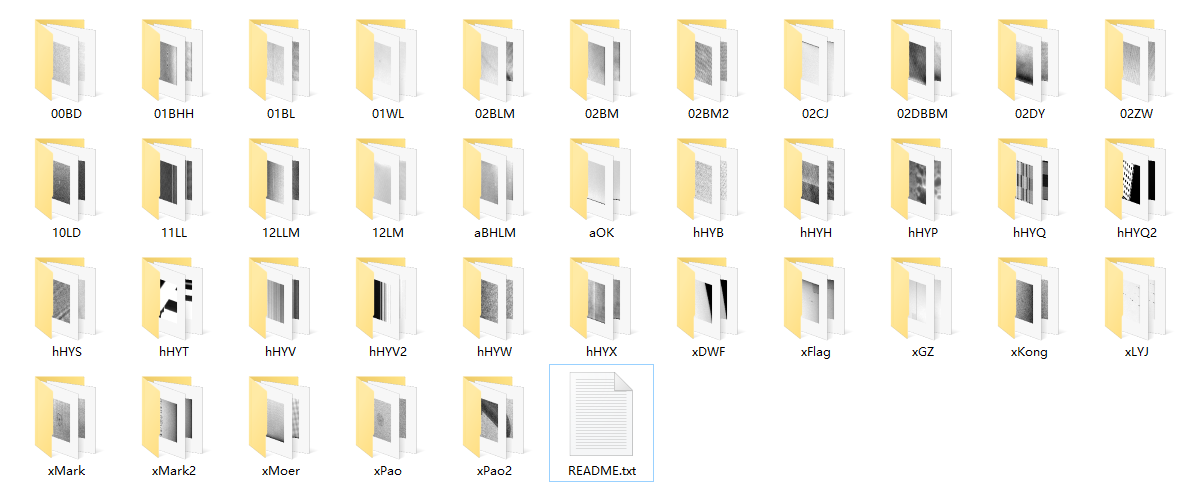 00BD 01BHH 01BL 01WL 02BLM 02BM 02BM2 02CJ 02DBBM 02DY 02ZW
10LD 11LL 12LLM 12LM aBHLM aOK hHYB hHYH hHYP hHYQ hHYQ2
hHYS hHYT hHYV hHYV2 hHYW hHYX xDWF xFlag xGZ xKong xLYJ
xMark xMark2 xMoer xPao xPao2 README.txt